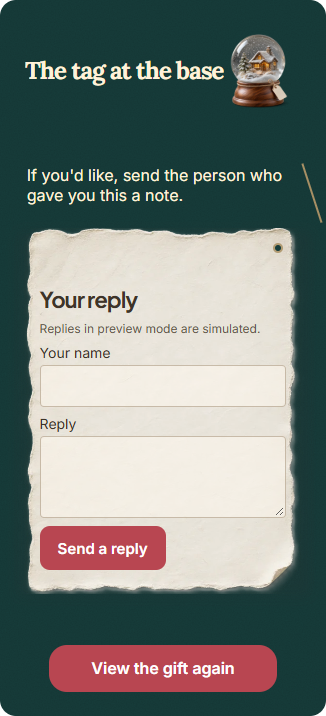 The tag at the base
If you'd like, send the person who
gave you this a note.
Your reply
Replies in preview mode are simulated.
Your name
Reply
Send a reply
View the gift again